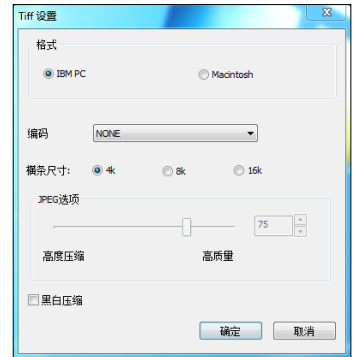 Tiff 设置
格式
IBM PC
Macintosh
编码
NONE
横条尺寸:
4k
8k
16k
JPEG选项
75
高度压缩
高质量
黑白压缩
确定
取消